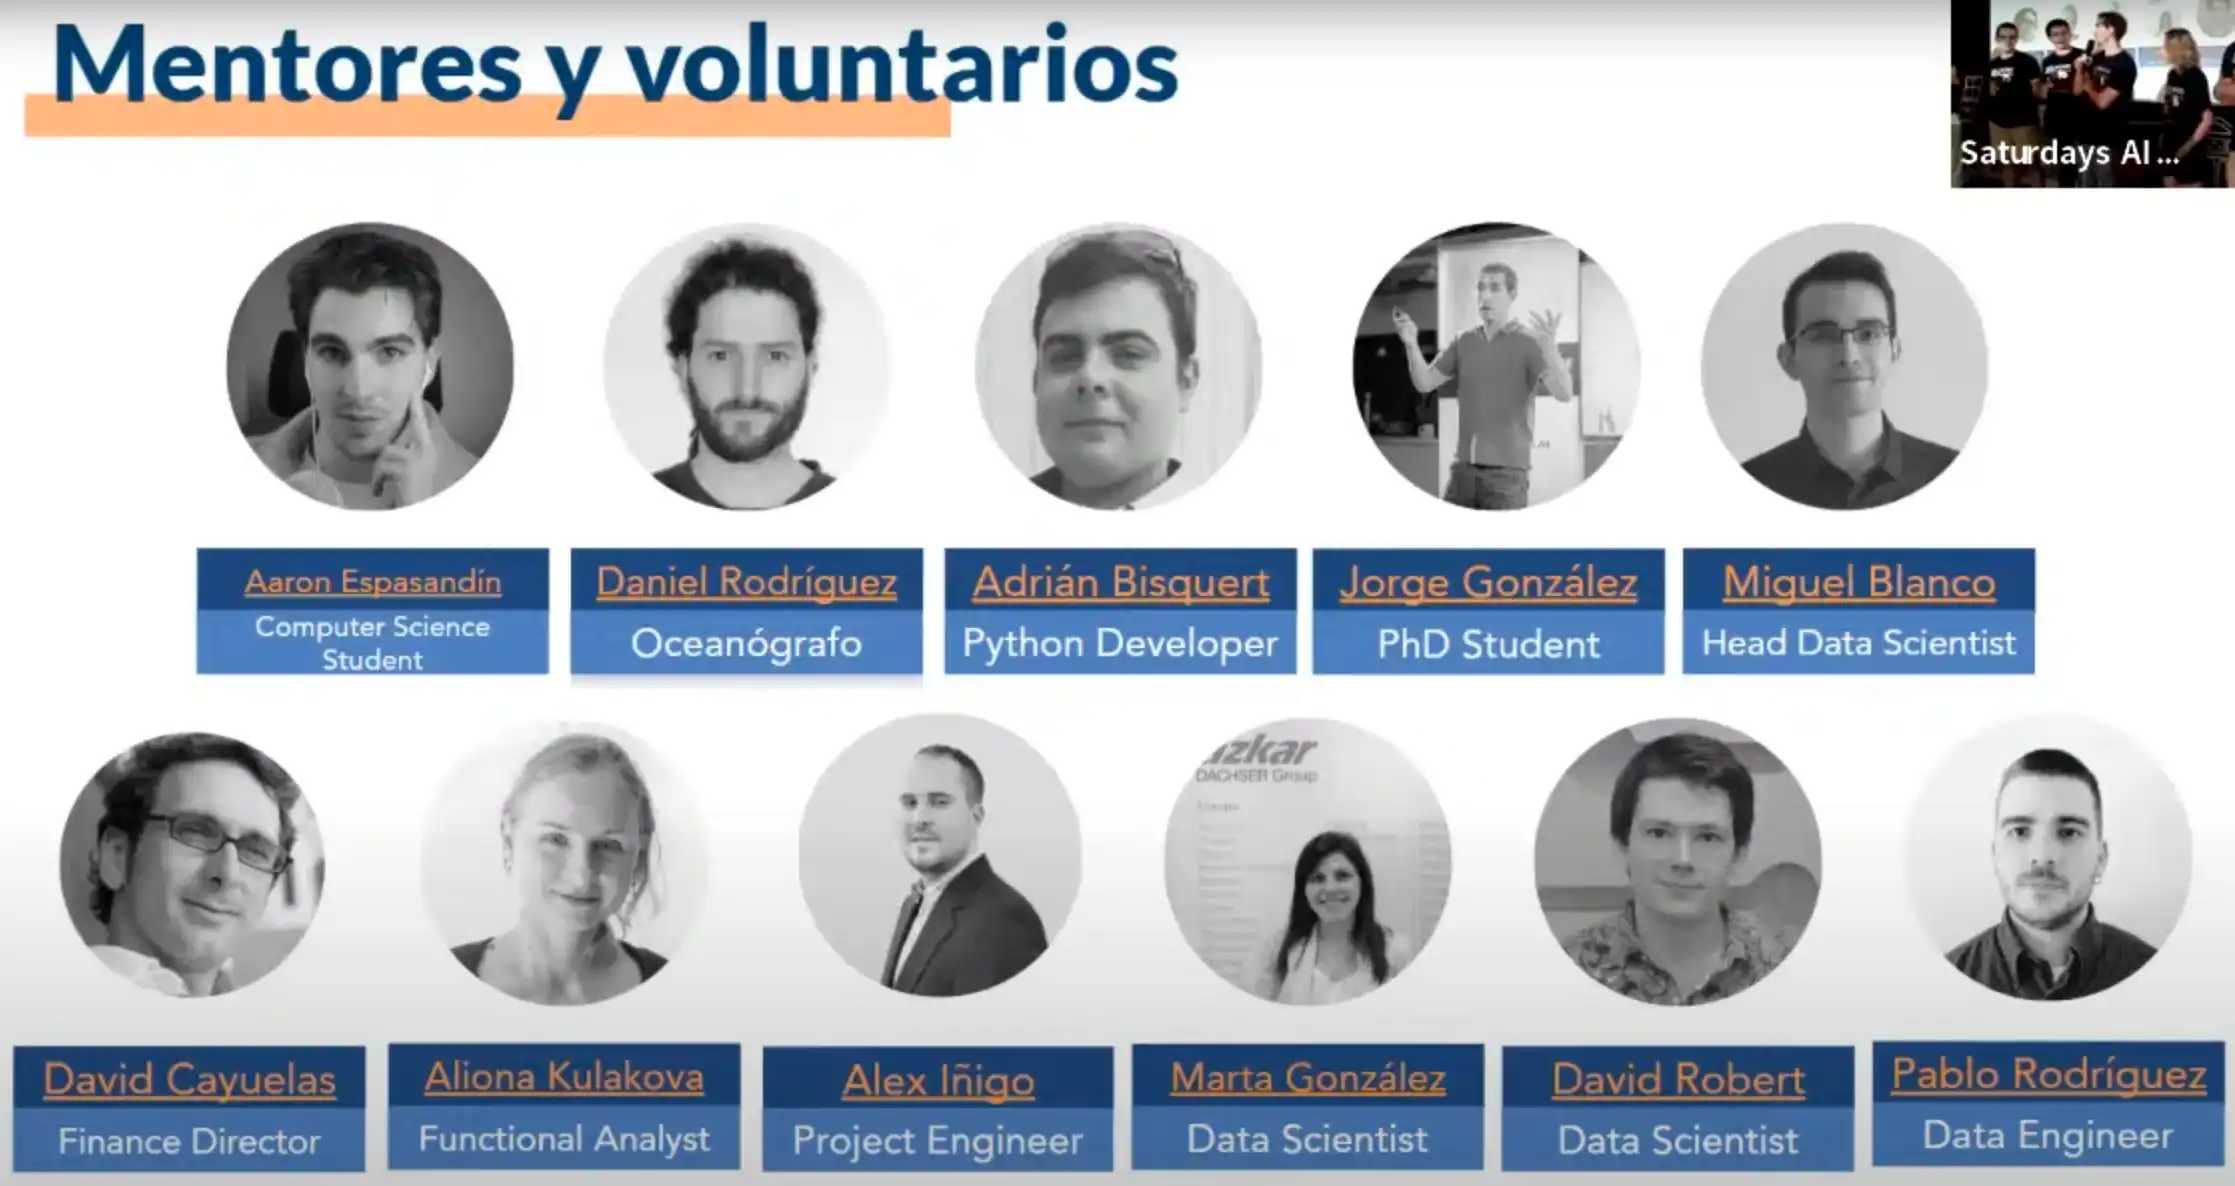 Mentores y voluntarios
Saturdays AI ...
Aaron Espasandín
Computer Science
Student
Daniel Rodríguez
Oceanógrafo
Adrián Bisquert
Python Developer
Jorge González
PhD Student
Miguel Blanco
Head Data Scientist
DACHSER Group
David Cayuelas
Finance Director
Aliona Kulakova
Functional Analyst
Alex Iñigo
Project Engineer
Marta González
Data Scientist
David Robert
Data Scientist
Pablo Rodríguez
Data Engineer